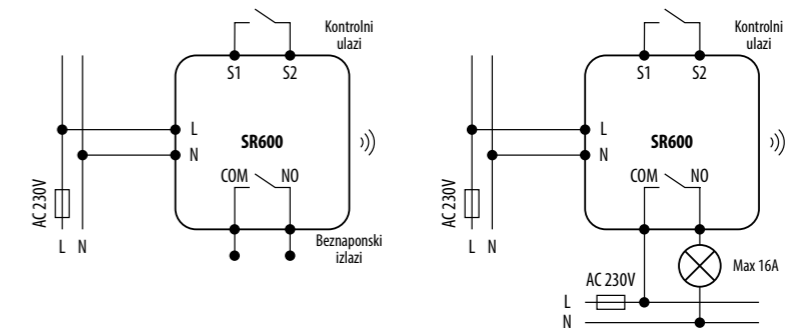 Kontrolni
ulazi
S1 S2
L
SR600
N
COM NO
AC 230V
L N
Beznaponski
izlazi
Kontrolni
ulazi
S1 S2
L
SR600
N
COM NO
AC 230V
L N
Max 16A
AC 230V
L
N